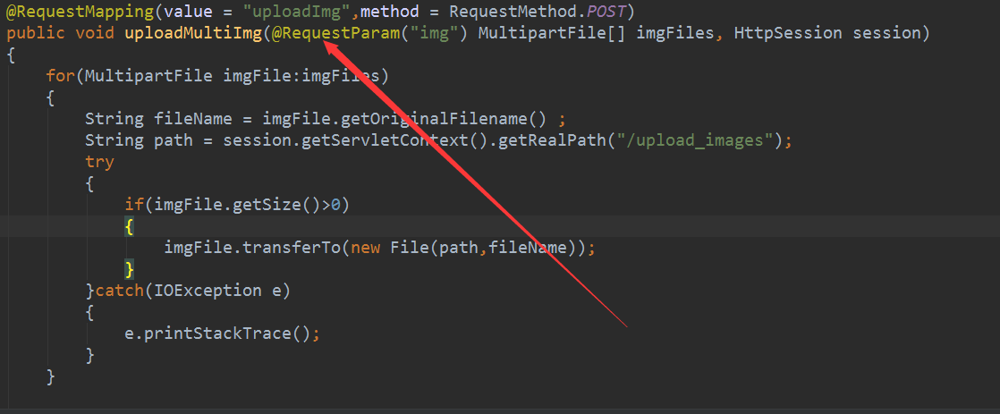 @RequestMapping(value = "uploadImg",method = RequestMethod.POST)
public void uploadMultiImg(@RequestParam("img") MultipartFile[] imgFiles, HttpSession session)
{
for(MultipartFile imgFile:imgFiles)
{
String fileName = imgFile.getOriginalFilename() ;
String path = session.getServletContext().getRealPath("/upload_images");
try
{
if(imgFile.getSize()>0)
{
imgFile.transferTo(new File(path,fileName));
}
}catch(IOException e)
{
e.printStackTrace();
}
}